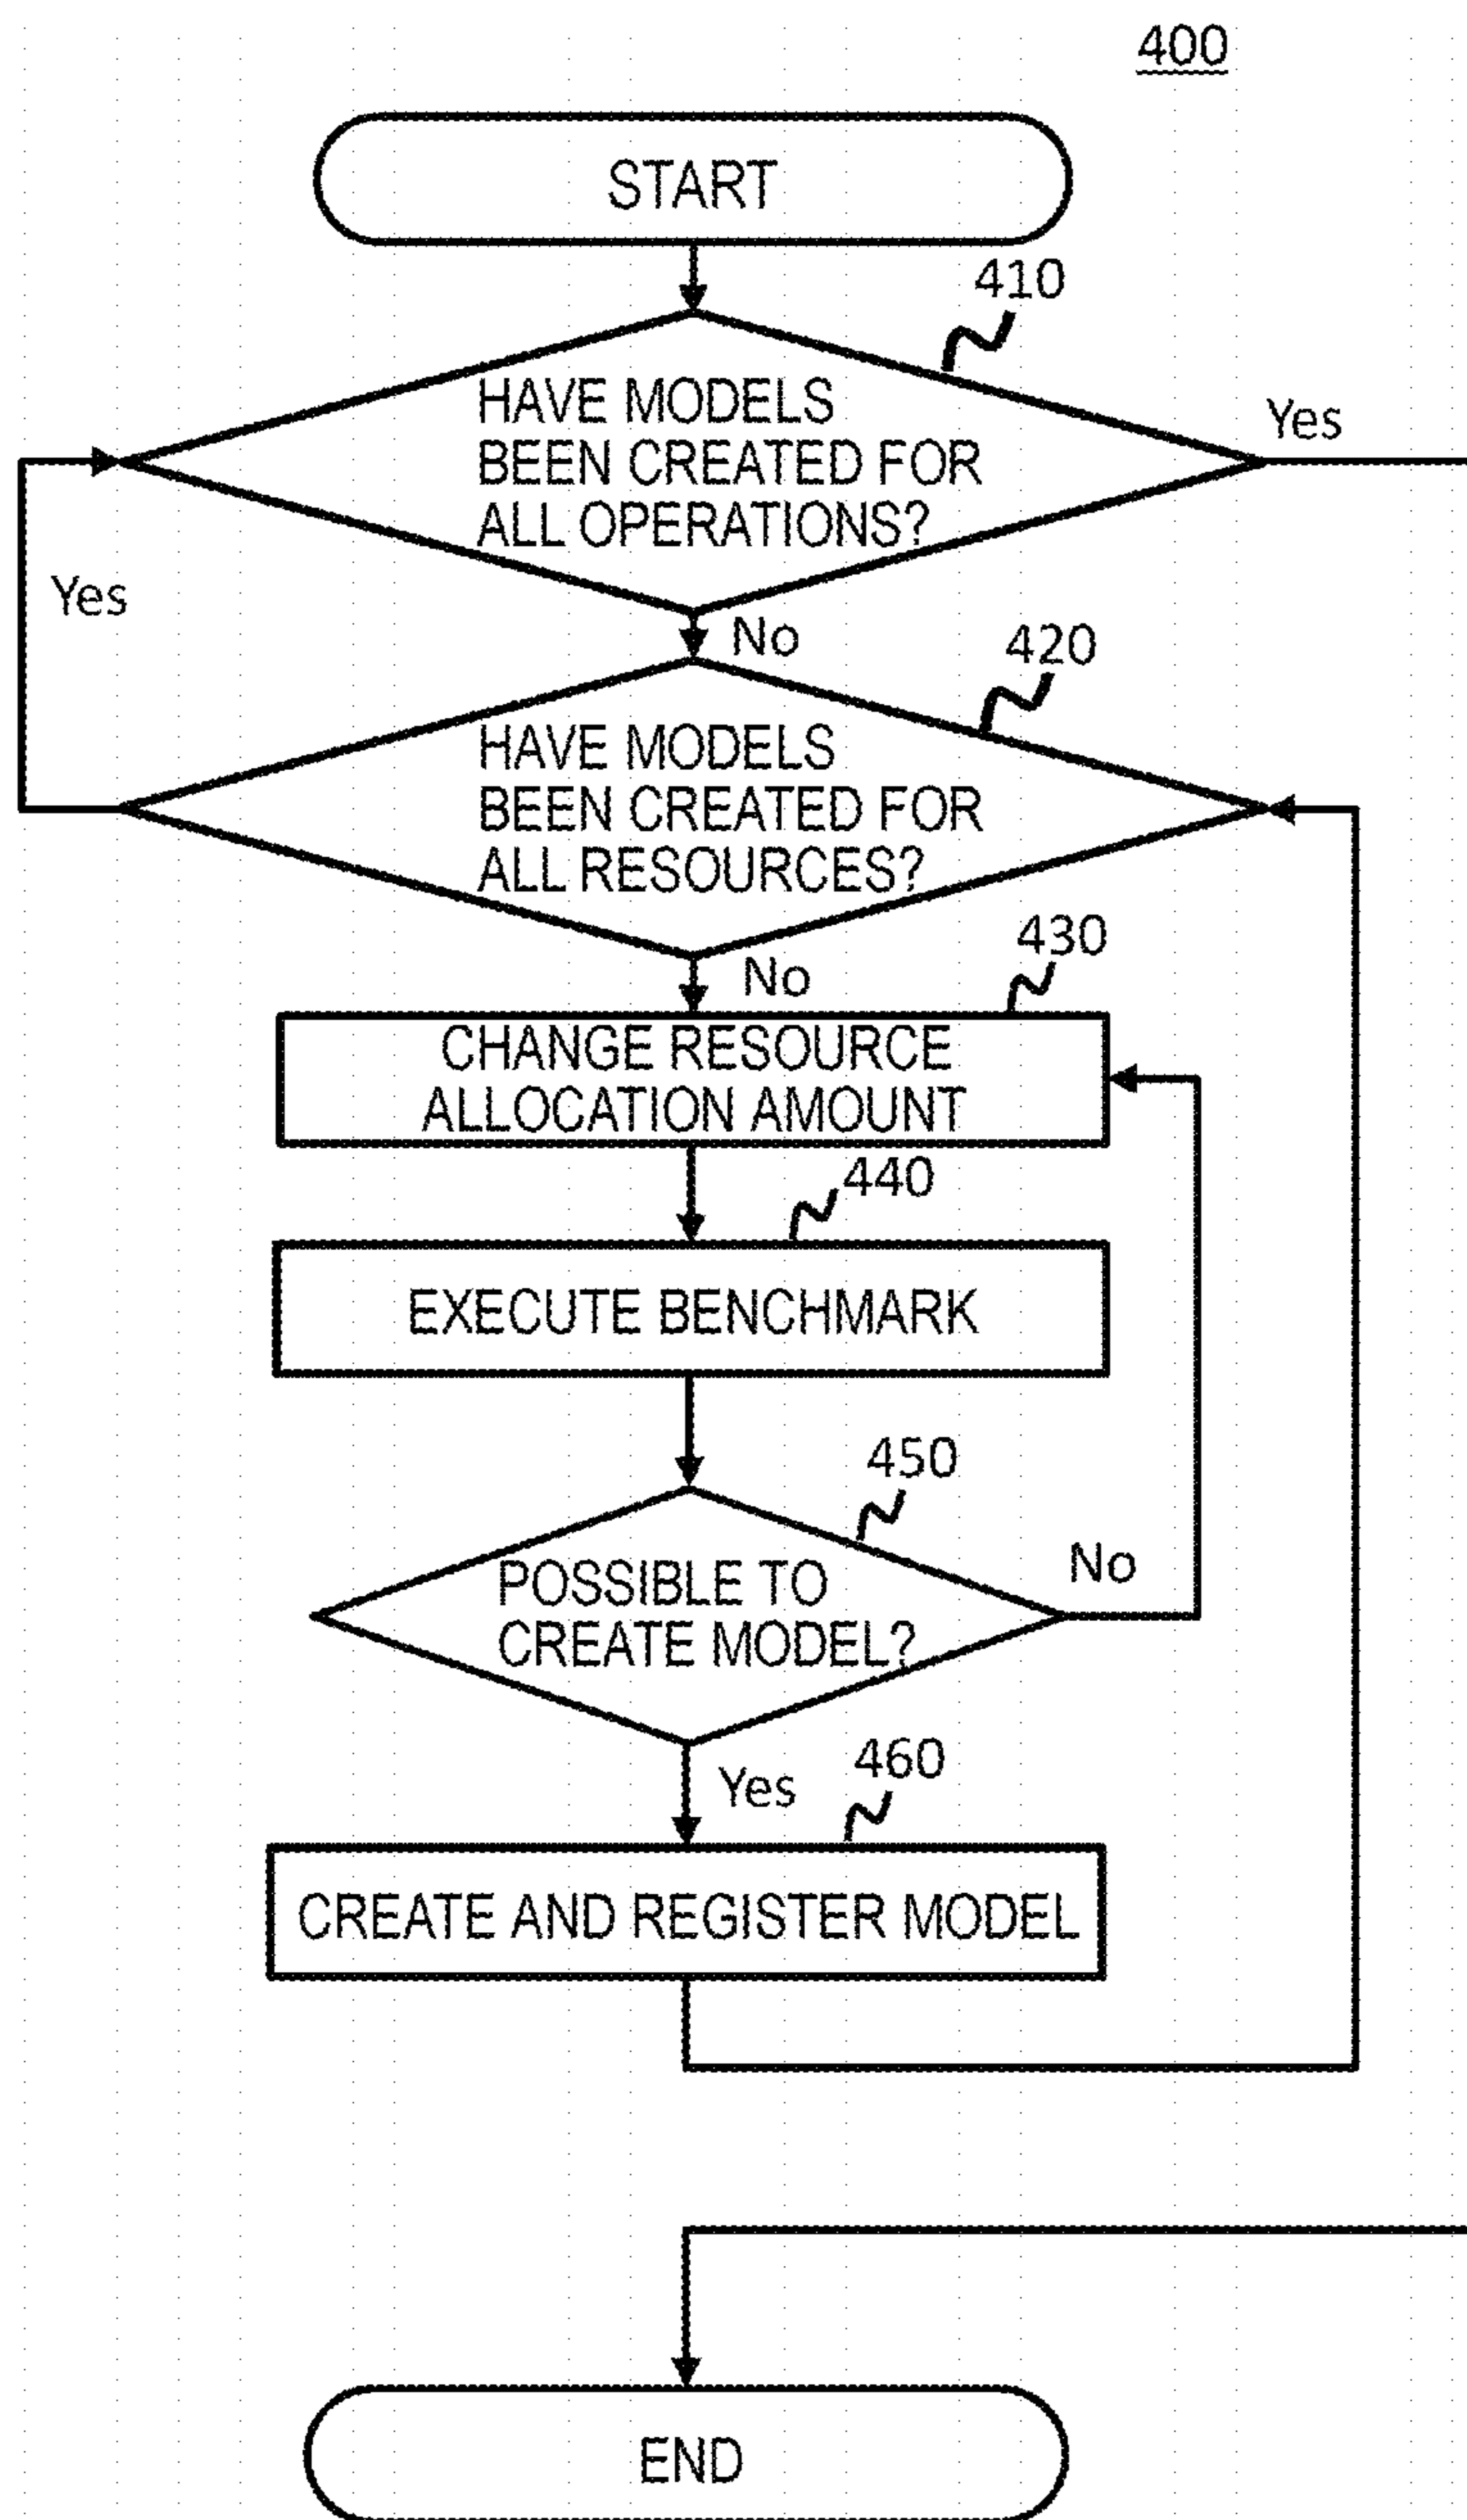 400
START
410
HAVE MODELS
BEEN CREATED FOR
ALL OPERATIONS?
Yes
Yes
No
420
HAVE MODELS
BEEN CREATED FOR
ALL RESOURCES?
No
430
CHANGE RESOURCE
ALLOCATION AMOUNT
440
EXECUTE BENCHMARK
450
POSSIBLE TO
CREATE MODEL?
No
Yes
460
CREATE AND REGISTER MODEL
END